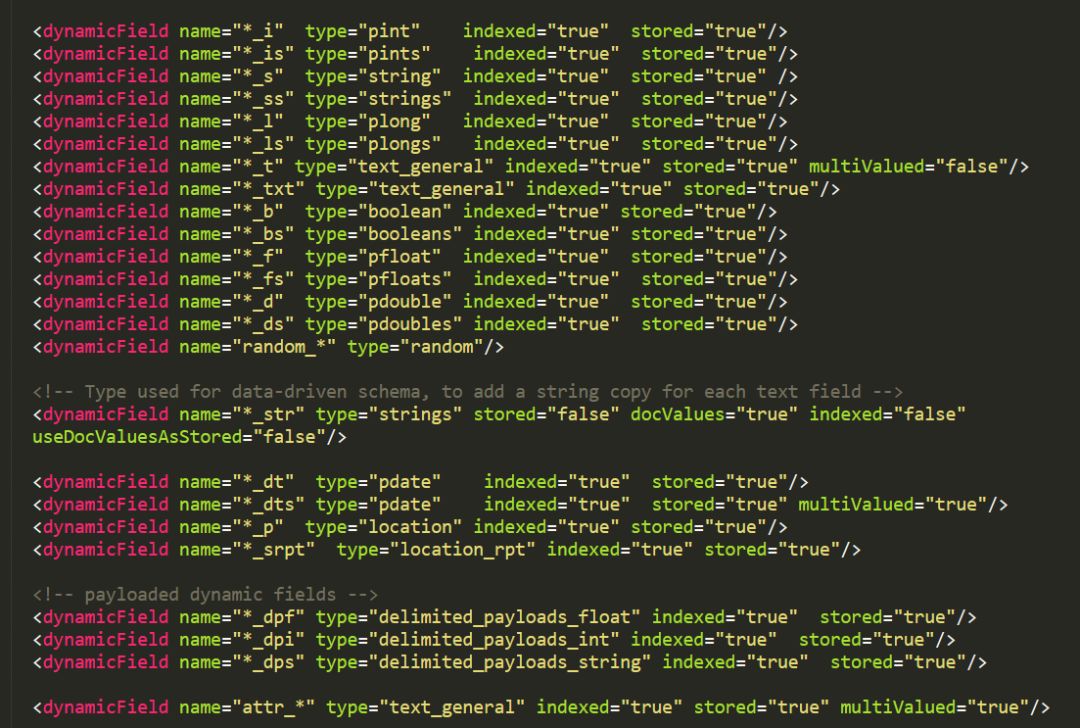 <dynamicField name="*_i"  type="pint"    indexed="true"  stored="true"/>
<dynamicField name="*_is" type="pints"    indexed="true"  stored="true"/>
<dynamicField name="*_s"  type="string"  indexed="true"  stored="true" />
<dynamicField name="*_ss" type="strings"  indexed="true"  stored="true"/>
<dynamicField name="*_l"  type="plong"   indexed="true"  stored="true"/>
<dynamicField name="*_ls" type="plongs"   indexed="true"  stored="true"/>
<dynamicField name="*_t" type="text_general" indexed="true" stored="true" multiValued="false"/>
<dynamicField name="*_txt" type="text_general" indexed="true" stored="true"/>
<dynamicField name="*_b"  type="boolean" indexed="true" stored="true"/>
<dynamicField name="*_bs" type="booleans" indexed="true" stored="true"/>
<dynamicField name="*_f"  type="pfloat"  indexed="true"  stored="true"/>
<dynamicField name="*_fs" type="pfloats"  indexed="true"  stored="true"/>
<dynamicField name="*_d"  type="pdouble" indexed="true"  stored="true"/>
<dynamicField name="*_ds" type="pdoubles" indexed="true"  stored="true"/>
<dynamicField name="random_*" type="random"/>
<!-- Type used for data-driven schema, to add a string copy for each text field -->
<dynamicField name="*_str" type="strings" stored="false" docValues="true" indexed="false"
useDocValuesAsStored="false"/>
<dynamicField name="*_dt"  type="pdate"    indexed="true"  stored="true"/>
<dynamicField name="*_dts" type="pdate"    indexed="true"  stored="true" multiValued="true"/>
<dynamicField name="*_p"  type="location" indexed="true" stored="true"/>
<dynamicField name="*_srpt"  type="location_rpt" indexed="true" stored="true"/>
<!-- payloaded dynamic fields -->
<dynamicField name="*_dpf" type="delimited_payloads_float" indexed="true"  stored="true"/>
<dynamicField name="*_dpi" type="delimited_payloads_int" indexed="true"  stored="true"/>
<dynamicField name="*_dps" type="delimited_payloads_string" indexed="true"  stored="true"/>
<dynamicField name="attr_*" type="text_general" indexed="true" stored="true" multiValued="true"/>